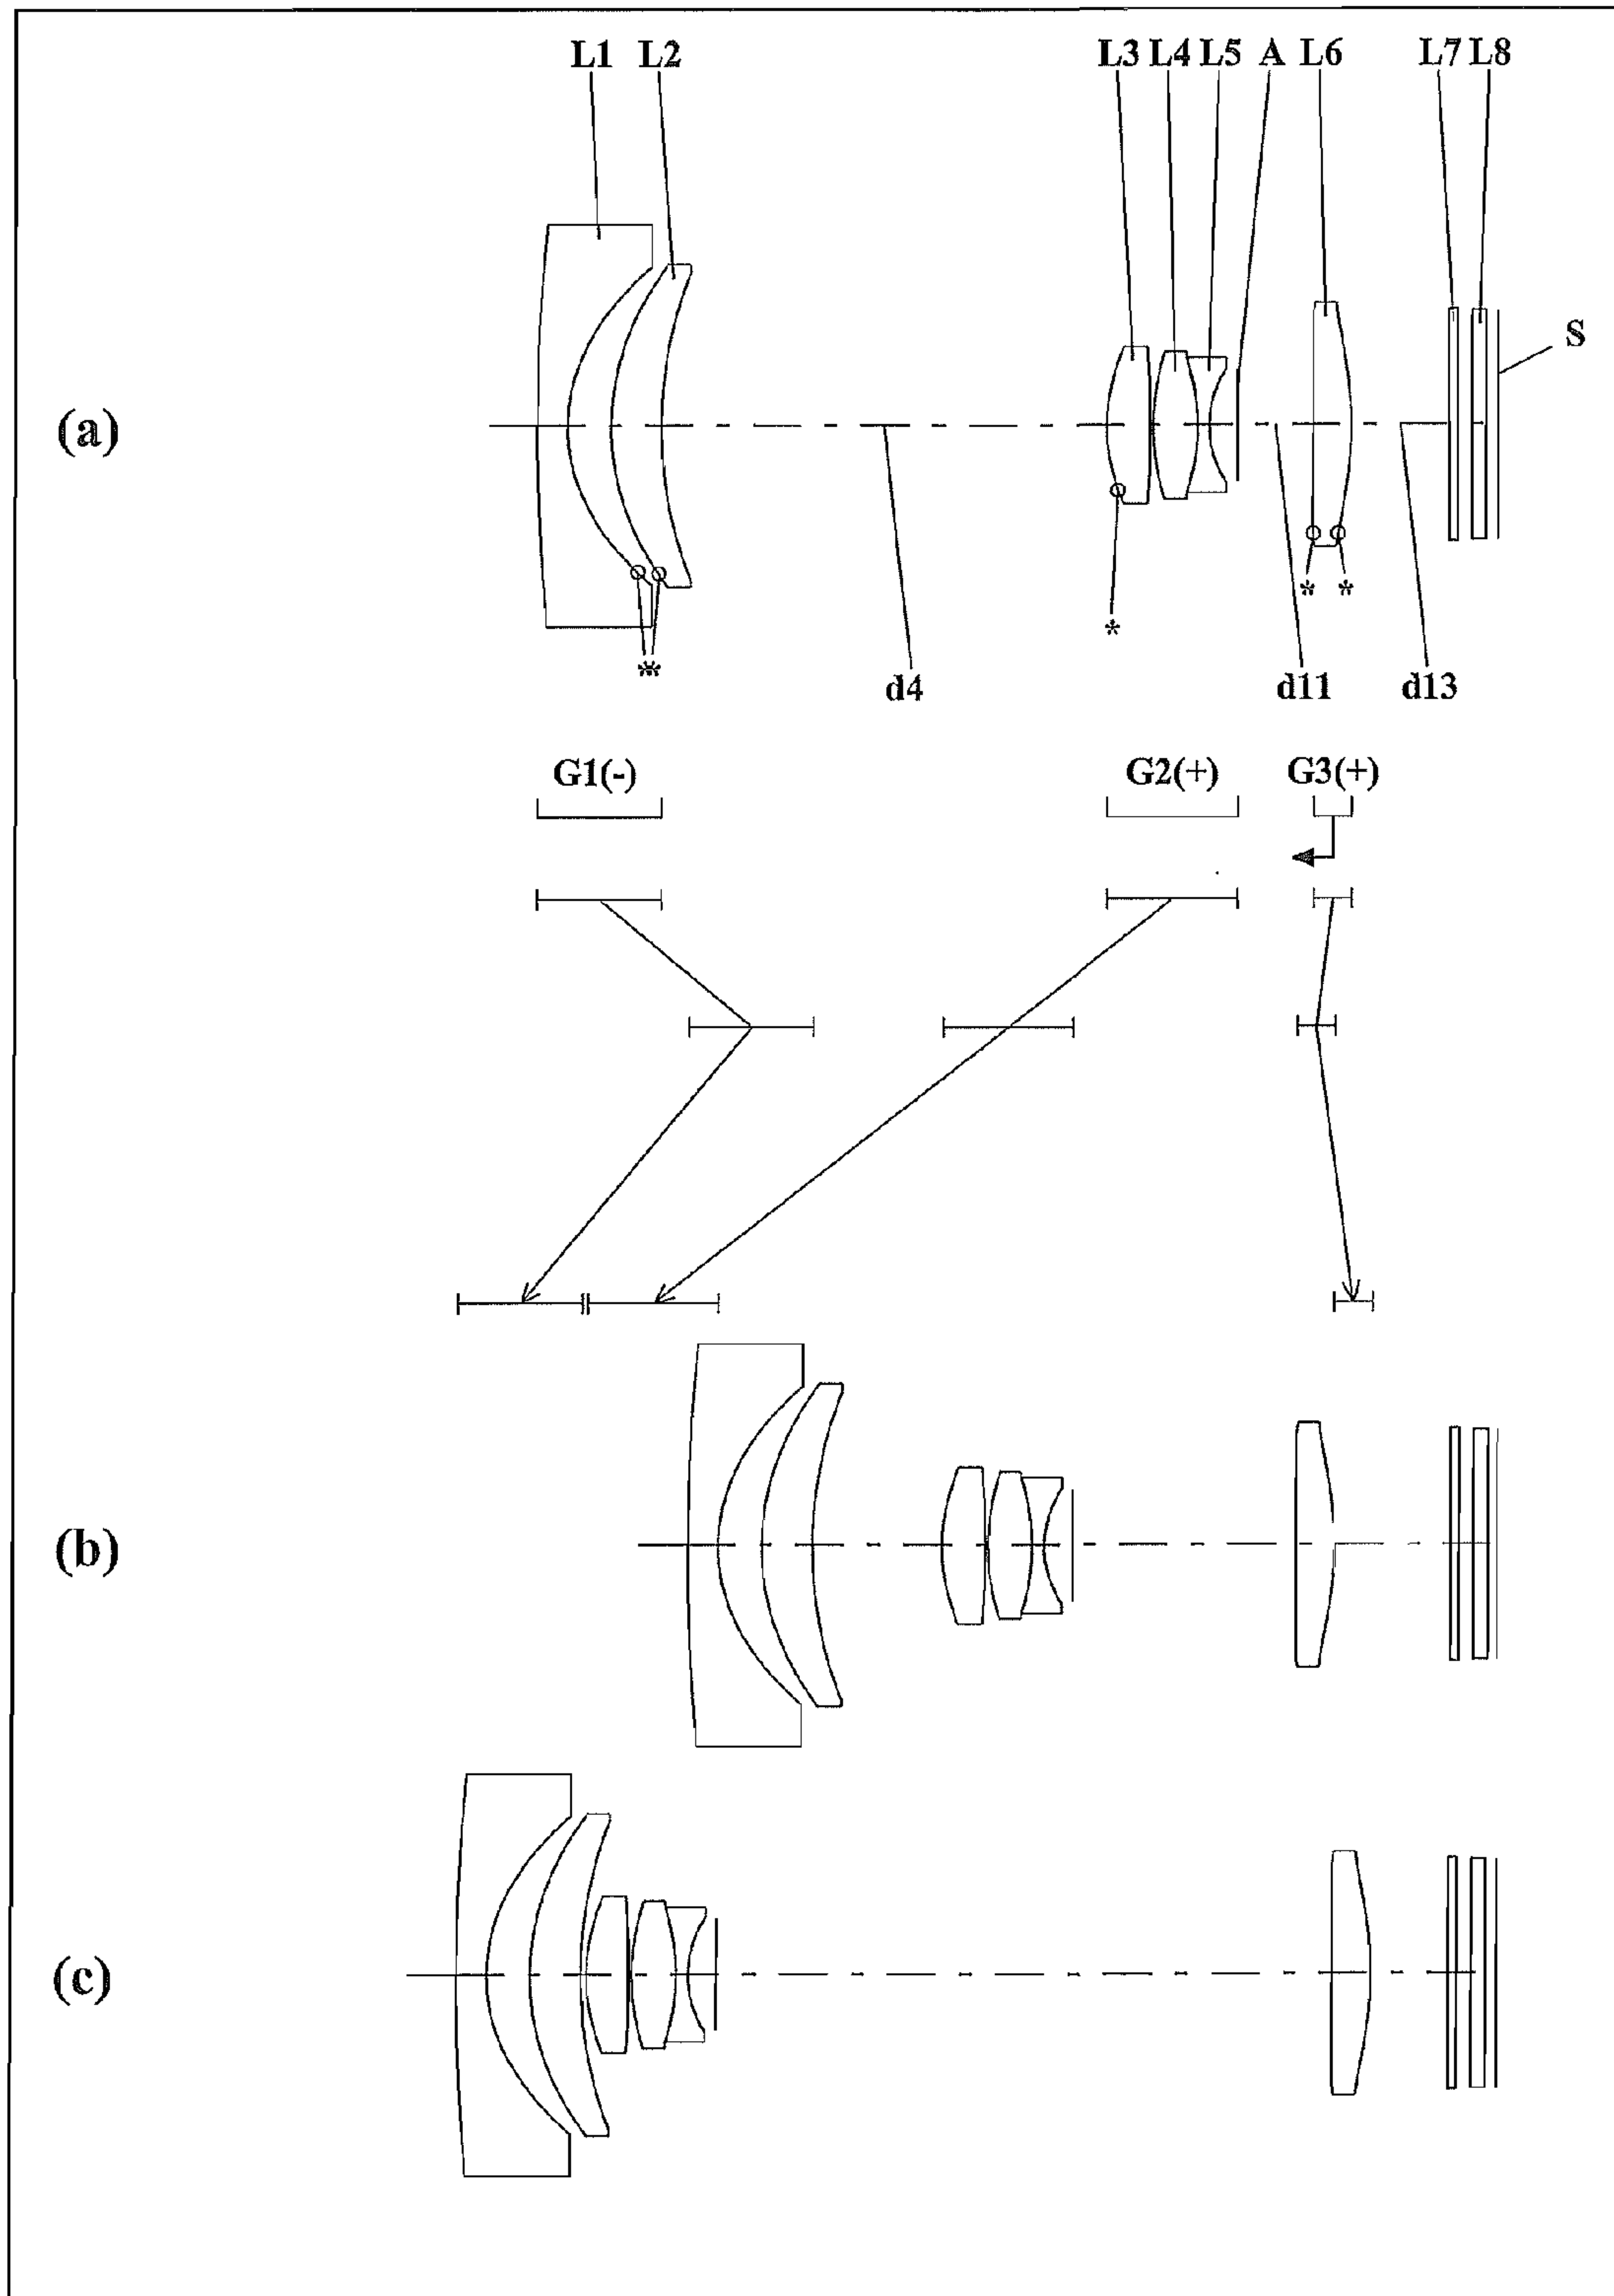 L1 L2 L3 L4 L5 A L6 L7 L8
S
(a)
* *
*
* *
d4 d11 d13
G1(-) G2(+) G3(+)
(b)
(c)